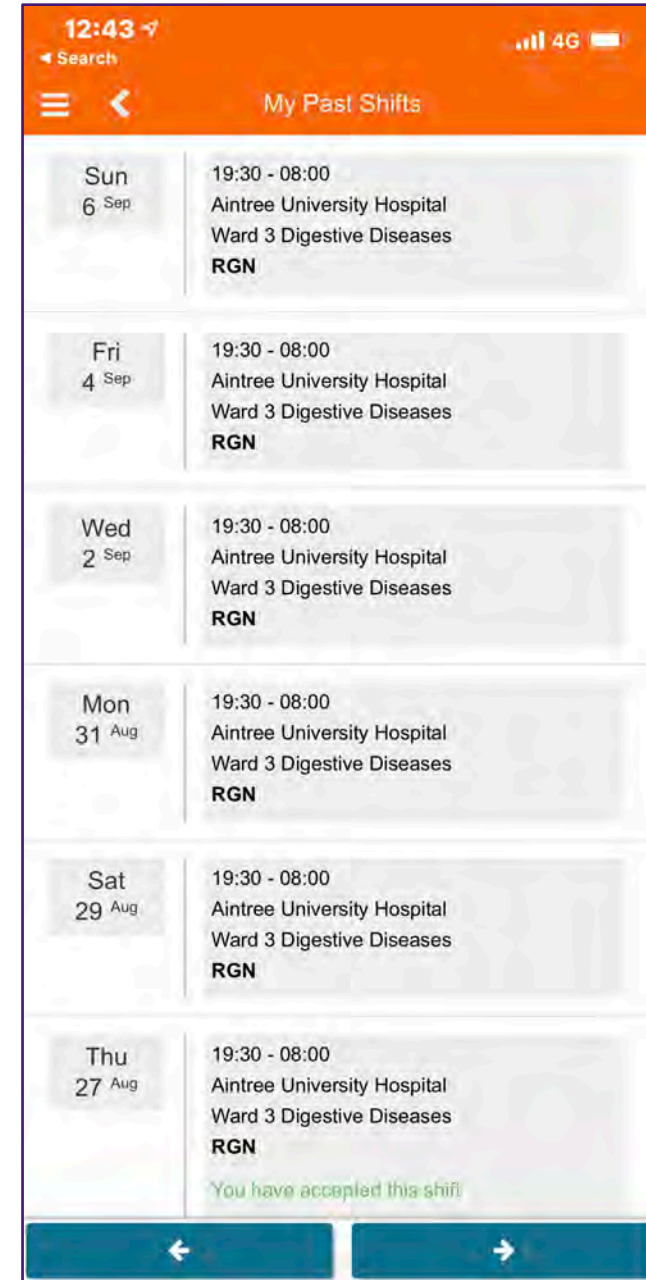 12:43
Search
4G
My Past Shifts
Sun
6 Sep
19:30 - 08:00
Aintree University Hospital
Ward 3 Digestive Diseases
RGN
Fri
4 Sep
19:30 - 08:00
Aintree University Hospital
Ward 3 Digestive Diseases
RGN
Wed
2 Sep
19:30 - 08:00
Aintree University Hospital
Ward 3 Digestive Diseases
RGN
Mon
31 Aug
19:30 - 08:00
Aintree University Hospital
Ward 3 Digestive Diseases
RGN
Sat
29 Aug
19:30 - 08:00
Aintree University Hospital
Ward 3 Digestive Diseases
RGN
Thu
27 Aug
19:30 - 08:00
Aintree University Hospital
Ward 3 Digestive Diseases
RGN
You have accepted this shift